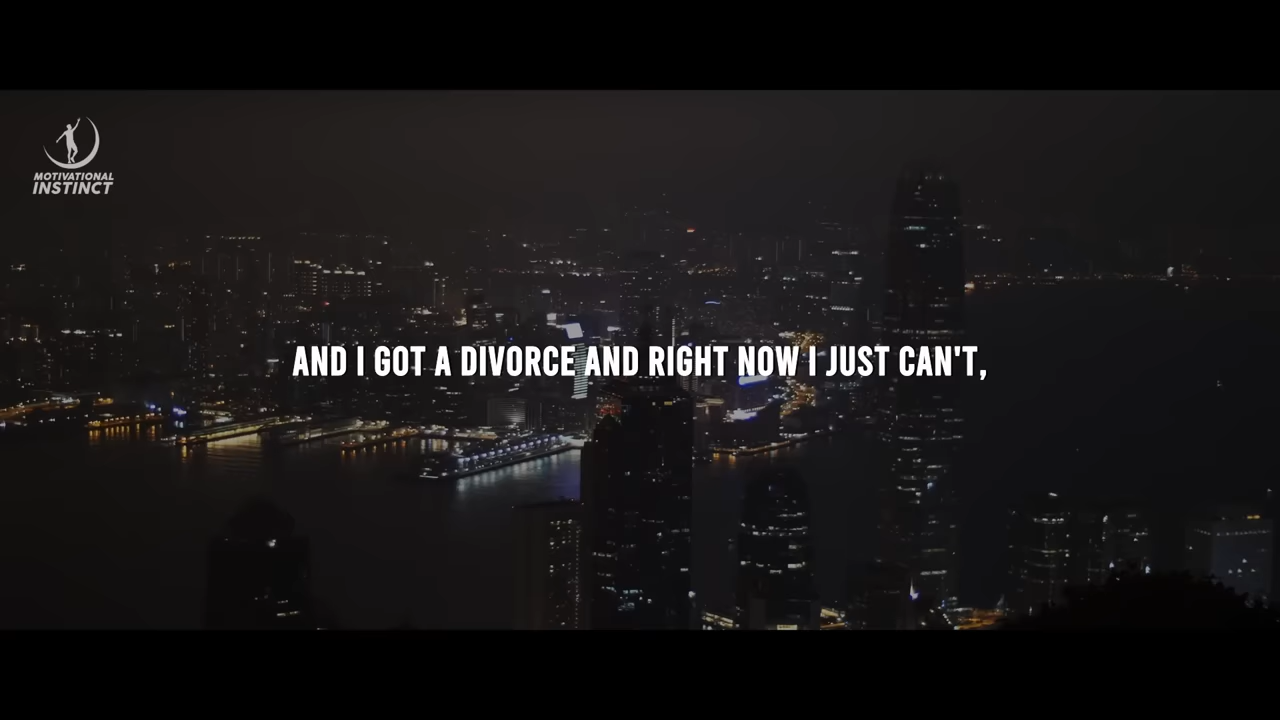 MOTIVATIONAL
INSTINCT
AND I GOT A DIVORCE AND RIGHT NOW I JUST CAN'T,